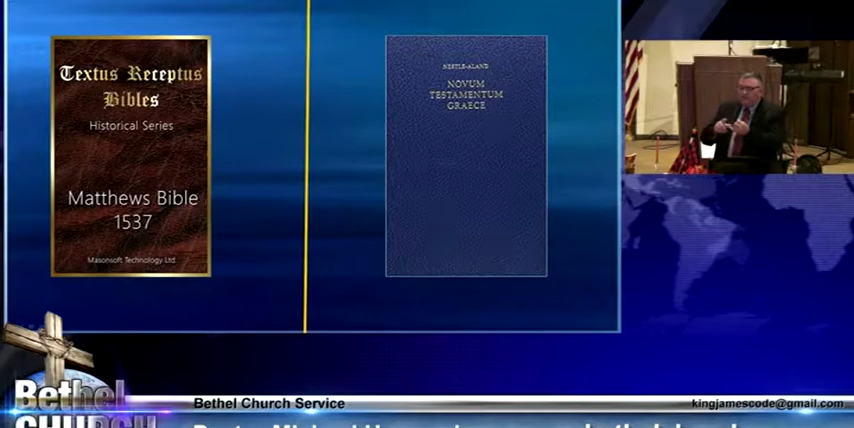 Textus Receptus
Bibles
Historical Series
Matthews Bible
1537
Masonsoft Technology Ltd.
NESTLE-ALAND
NOVUM
TESTAMENTUM
GRAECE
Bethel
CHURCH
Bethel Church Service
kingjamescode@gmail.com